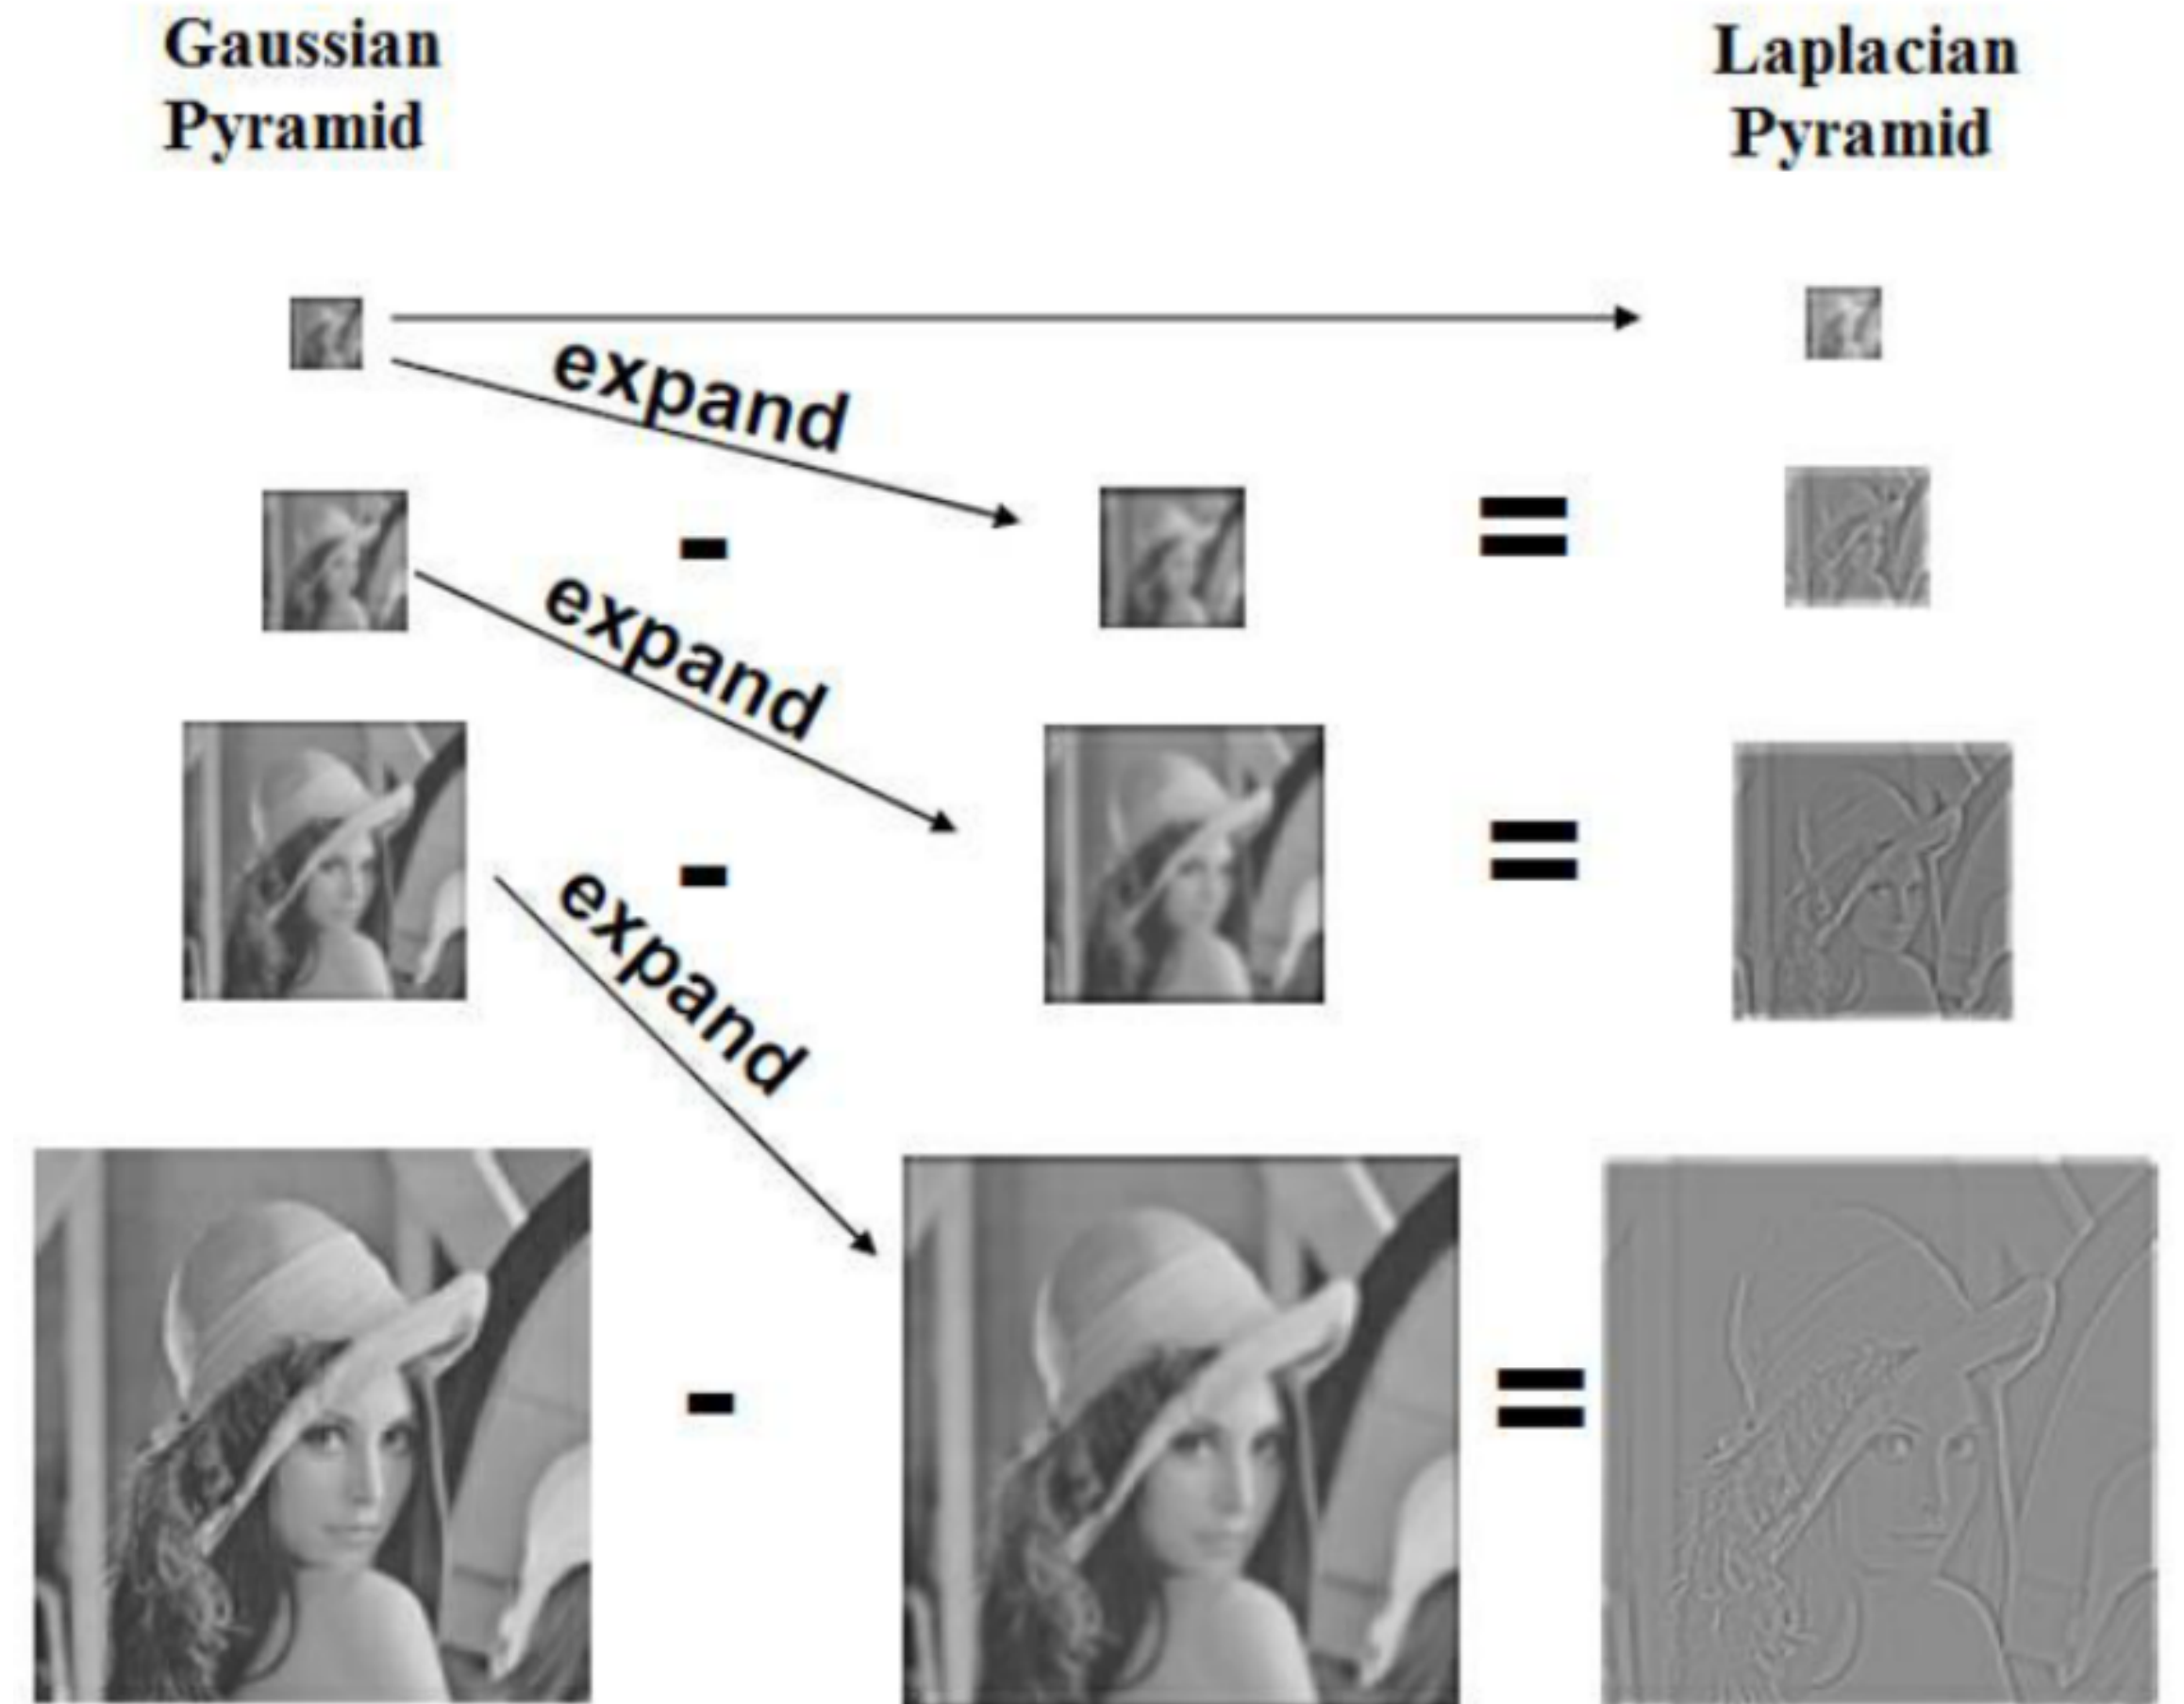 Gaussian
Pyramid
Laplacian
Pyramid
expand
-
=
expand
-
=
expand
-
=